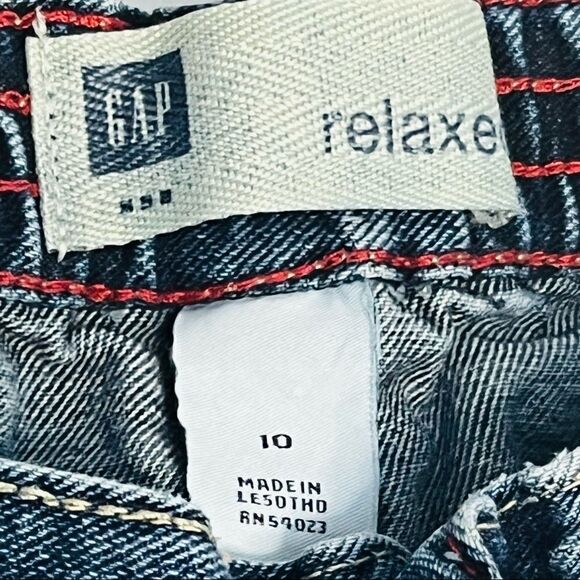 GAP
relaxe
10
MADE IN
LESOTHO
RN54023